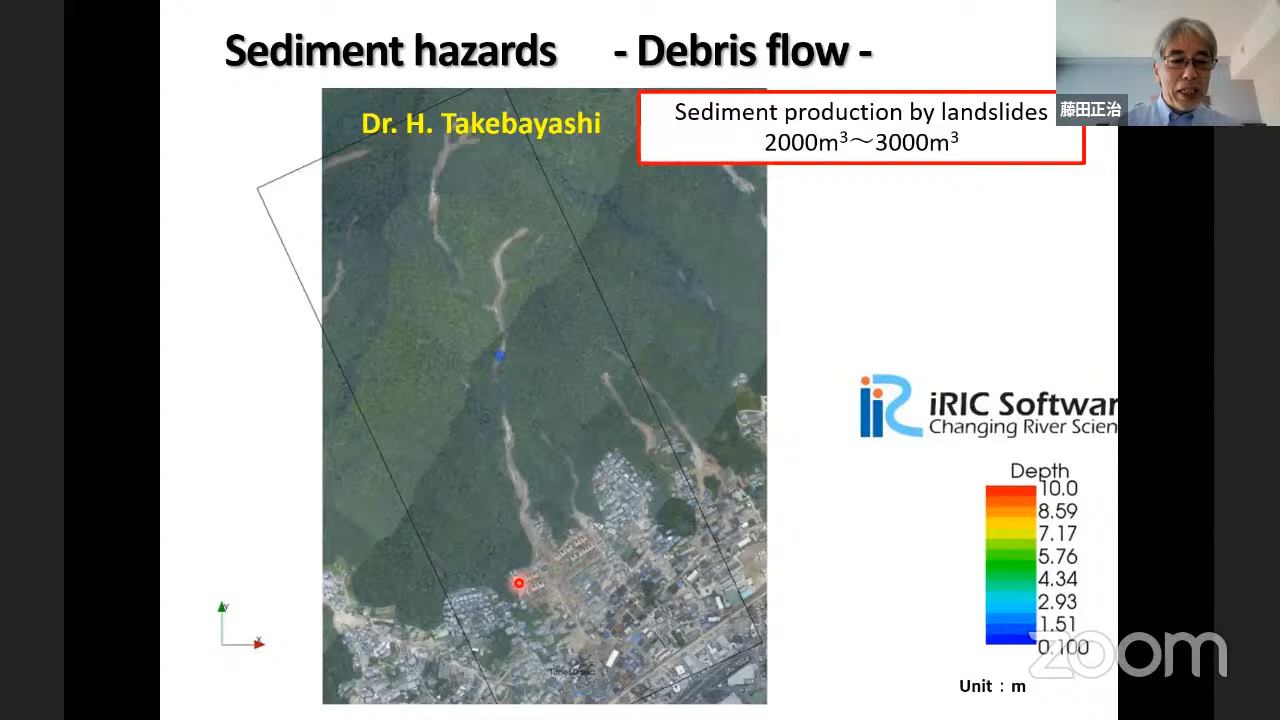 Sediment hazards - Debris flow -
Dr. H. Takebayashi
Sediment production by landslides
2000m³～3000m³
藤田正治
iRIC Softwar
Changing River Scien
Depth
10.0
8.59
7.17
5.76
4.34
2.93
1.51
0.100
zoom
Unit : m
Y
X